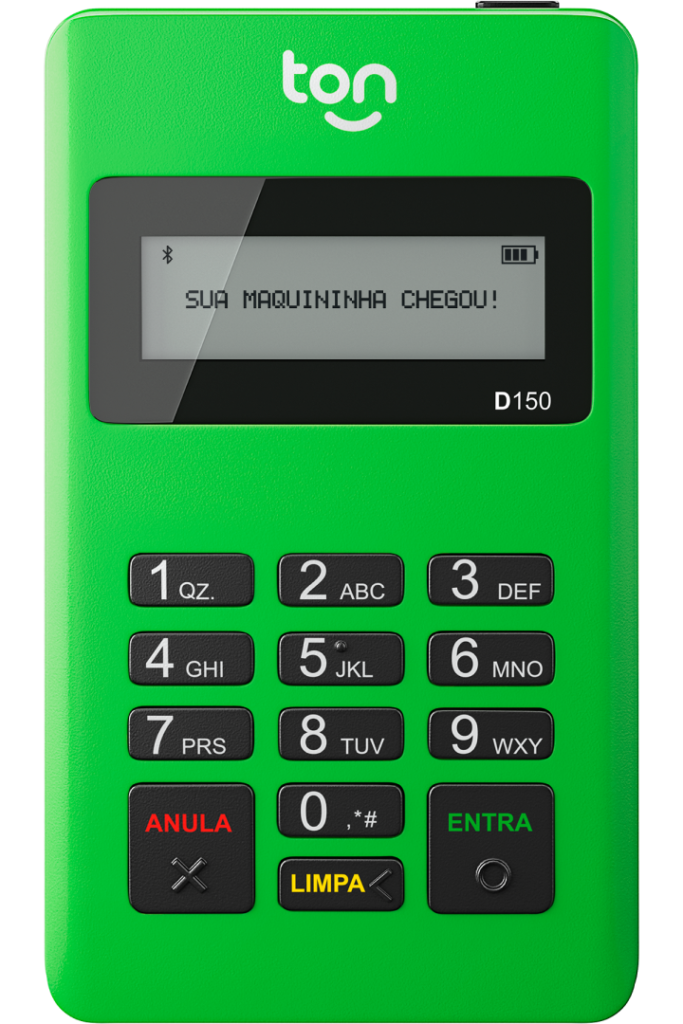 ton
SUA MAQUININHA CHEGOU!
D150
1 QZ. 2 ABC 3 DEF
4 GHI 5 JKL 6 MNO
7 PRS 8 TUV 9 WXY
ANULA 0 ,*# ENTRA
LIMPA